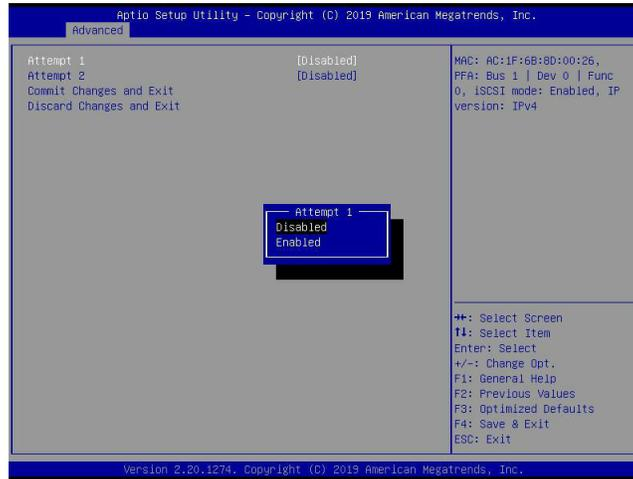 Aptio Setup Utility – Copyright (C) 2019 American Megatrends, Inc.
Advanced
Attempt 1 [Disabled]
Attempt 2 [Disabled]
Commit Changes and Exit
Discard Changes and Exit
MAC: AC:1F:6B:8D:00:26,
PFA: Bus 1 | Dev 0 | Func
0, iSCSI mode: Enabled, IP
version: IPv4
Attempt 1
Disabled
Enabled
→←: Select Screen
↑↓: Select Item
Enter: Select
+/-: Change Opt.
F1: General Help
F2: Previous Values
F3: Optimized Defaults
F4: Save & Exit
ESC: Exit
Version 2.20.1274. Copyright (C) 2019 American Megatrends, Inc.